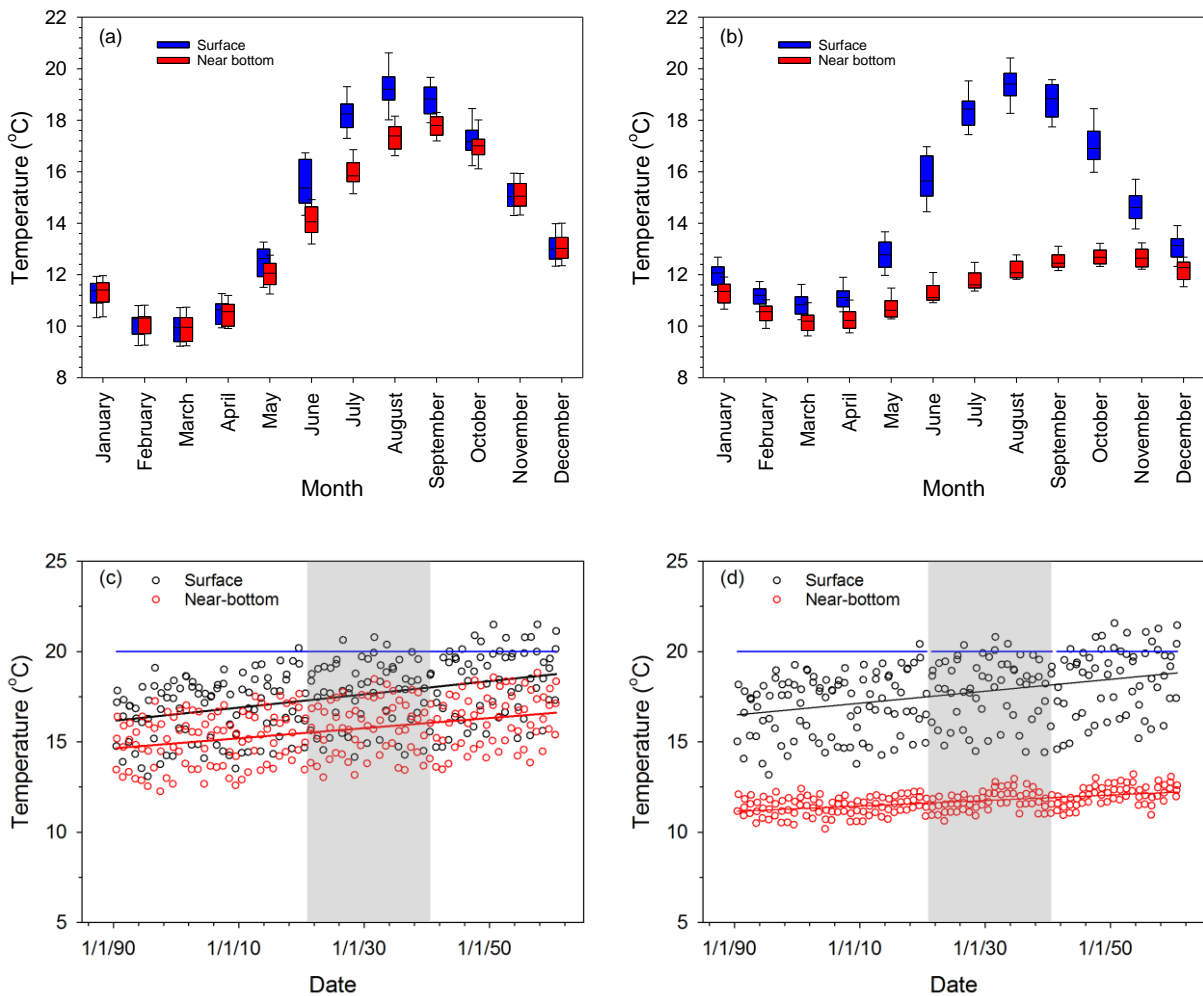 (a)
Surface
Near bottom
22
20
18
16
14
12
10
8
Temperature (°C)
January
February
March
April
May
June
July
August
September
October
November
December
Month
(b)
Surface
Near bottom
22
20
18
16
14
12
10
8
Temperature (°C)
January
February
March
April
May
June
July
August
September
October
November
December
Month
(c)
Surface
Near-bottom
25
20
15
10
5
Temperature (°C)
1/1/90
1/1/10
1/1/30
1/1/50
Date
(d)
Surface
Near-bottom
25
20
15
10
5
Temperature (°C)
1/1/90
1/1/10
1/1/30
1/1/50
Date